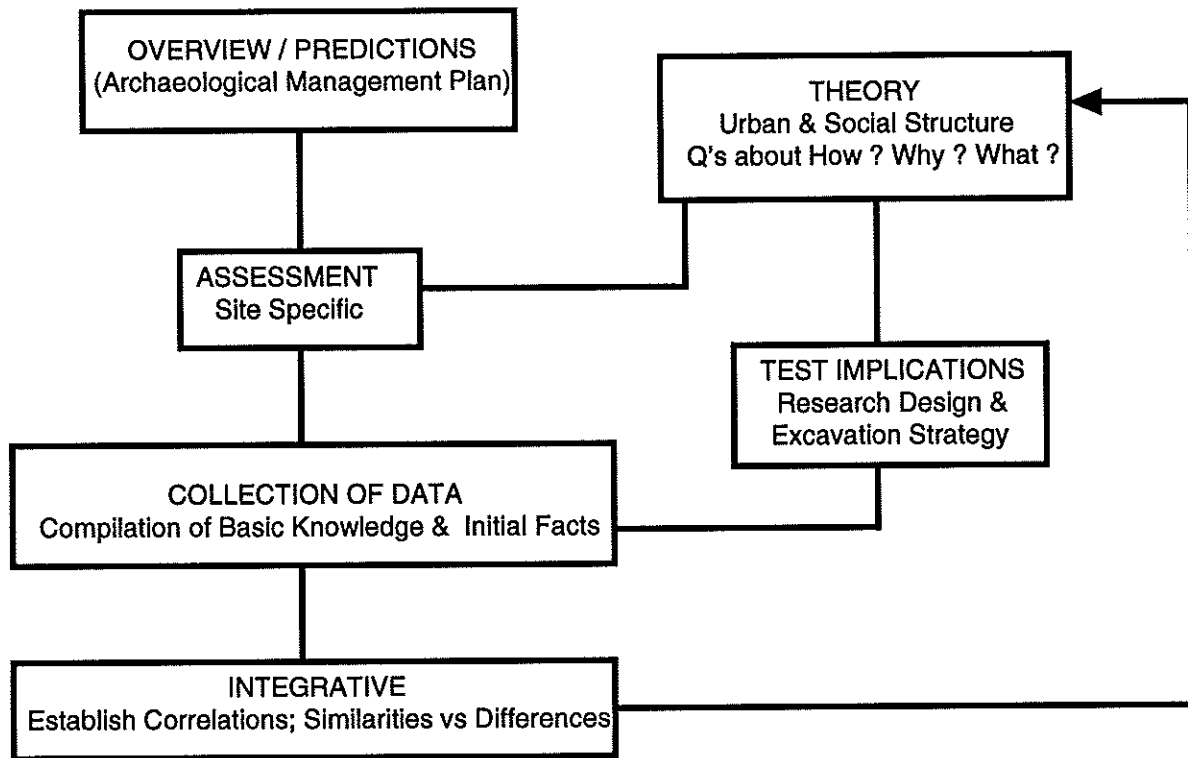 OVERVIEW / PREDICTIONS
(Archaeological Management Plan)
THEORY
Urban & Social Structure
Q's about How ? Why ? What ?
ASSESSMENT
Site Specific
TEST IMPLICATIONS
Research Design &
Excavation Strategy
COLLECTION OF DATA
Compilation of Basic Knowledge & Initial Facts
INTEGRATIVE
Establish Correlations; Similarities vs Differences